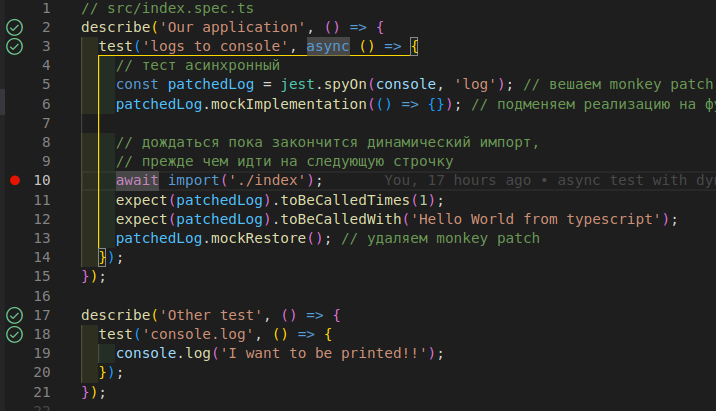 1 // src/index.spec.ts
2 describe('Our application', () => {
3 test('logs to console', async () => {
4 // тест асинхронный
5 const patchedLog = jest.spyOn(console, 'log'); // вешаем monkey patch
6 patchedLog.mockImplementation(() => {}); // подменяем реализацию на
7
8 // дождаться пока закончится динамический импорт,
9 // прежде чем идти на следующую строчку
10 await import('./index'); You, 17 hours ago • async test with
11 expect(patchedLog).toBeCalledTimes(1);
12 expect(patchedLog).toBeCalledWith('Hello World from typescript');
13 patchedLog.mockRestore(); // удаляем monkey patch
14 });
15 });
16
17 describe('Other test', () => {
18 test('console.log', () => {
19 console.log('I want to be printed!!');
20 });
21 });